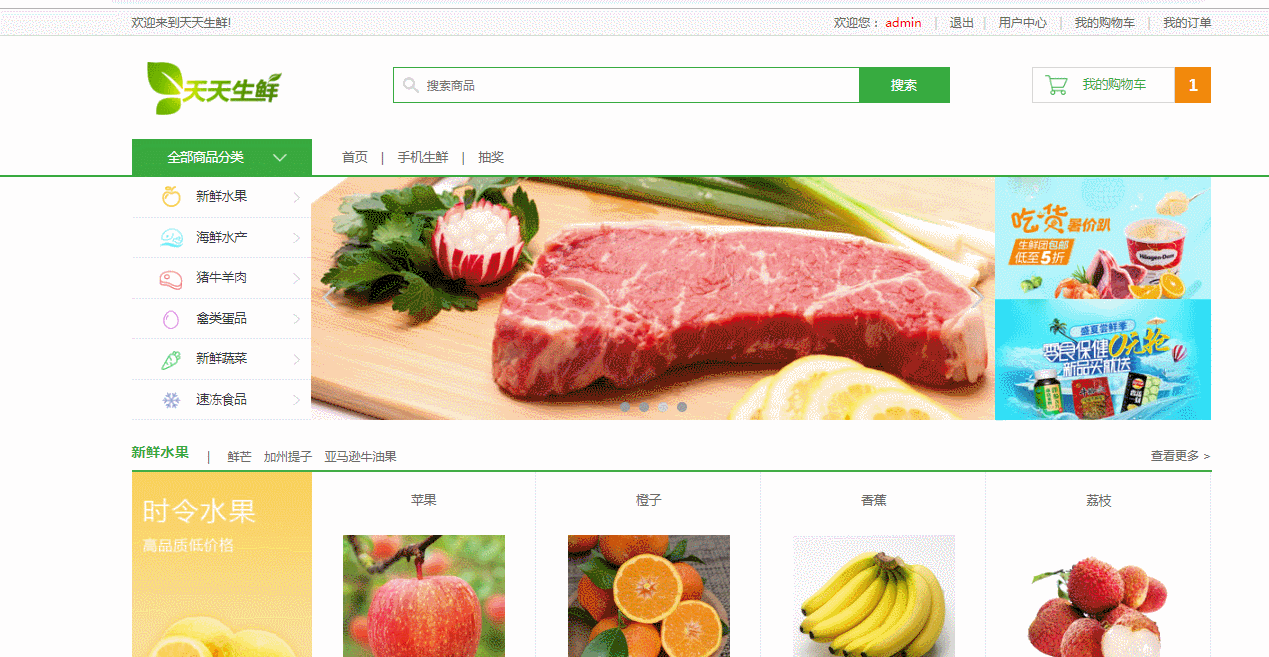 欢迎来到天天生鲜!
欢迎您： admin | 退出 | 用户中心 | 我的购物车 | 我的订单
天天生鲜
搜索商品
搜索
我的购物车 1
全部商品分类
首页 | 手机生鲜 | 抽奖
新鲜水果
海鲜水产
猪牛羊肉
禽类蛋品
新鲜蔬菜
速冻食品
吃·货暑价趴
生鲜团包邮
低至5折
Häagen-Dazs
盛夏尝鲜季
零食保健0元抢
新品买就送
新鲜水果 | 鲜芒 加州提子 亚马逊牛油果
查看更多 >
时令水果
高品质低价格
苹果
橙子
香蕉
荔枝